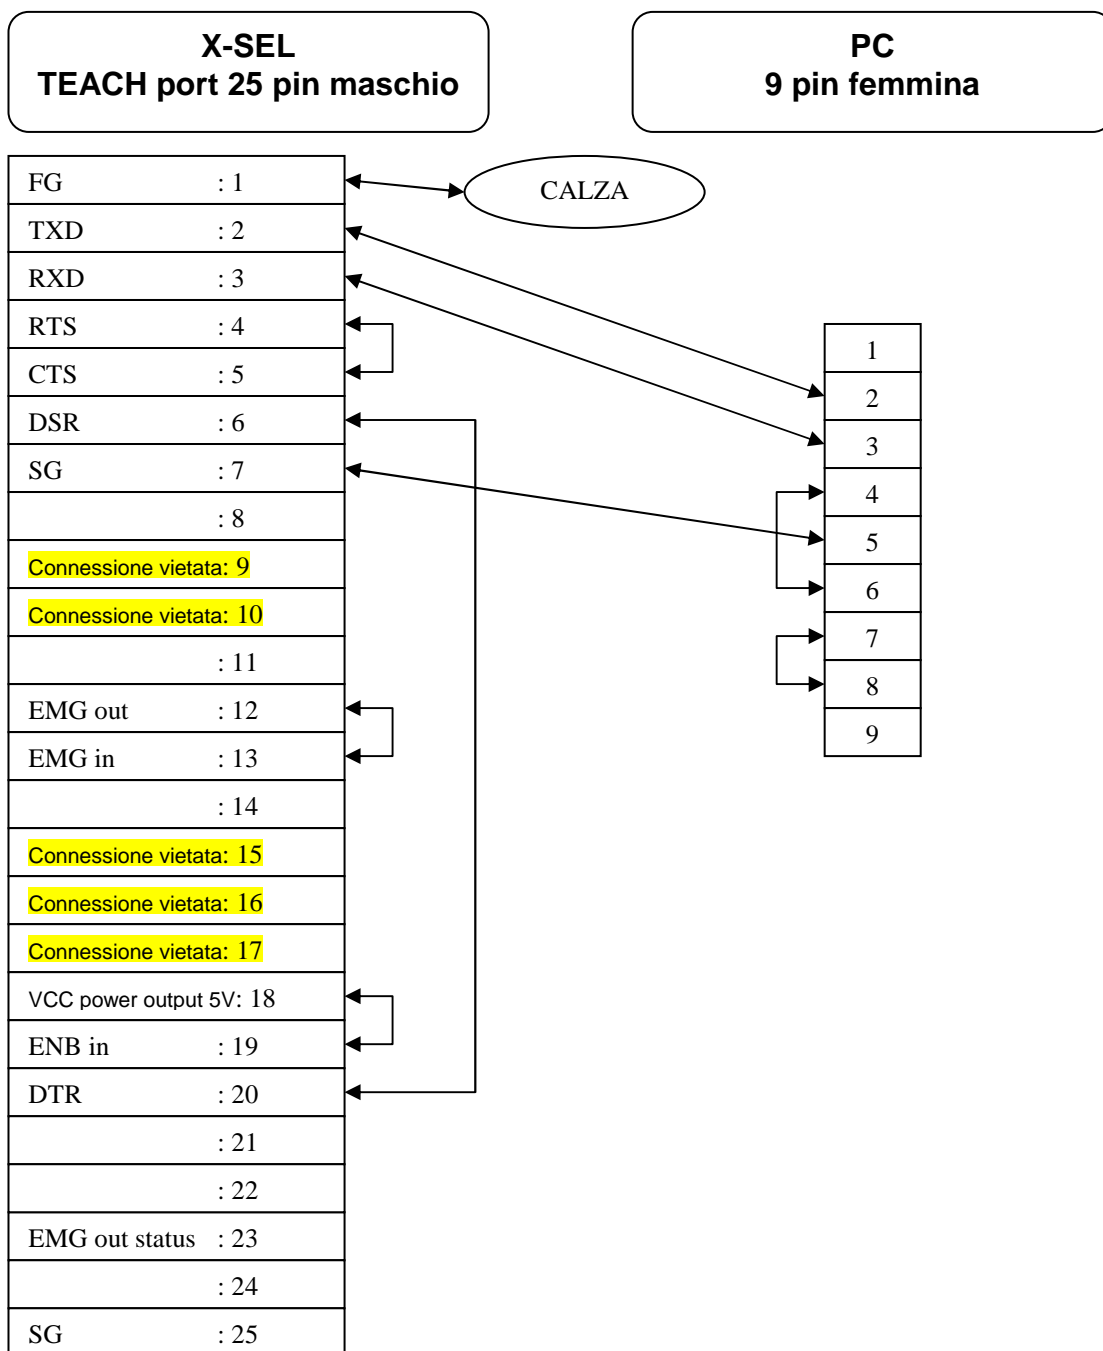 X-SEL
TEACH port 25 pin maschio
PC
9 pin femmina
FG : 1
CALZA
TXD : 2
RXD : 3
RTS : 4
CTS : 5
DSR : 6
SG : 7
: 8
Connessione vietata: 9
Connessione vietata: 10
: 11
EMG out : 12
EMG in : 13
: 14
Connessione vietata: 15
Connessione vietata: 16
Connessione vietata: 17
VCC power output 5V: 18
ENB in : 19
DTR : 20
: 21
: 22
EMG out status : 23
: 24
SG : 25
1
2
3
4
5
6
7
8
9